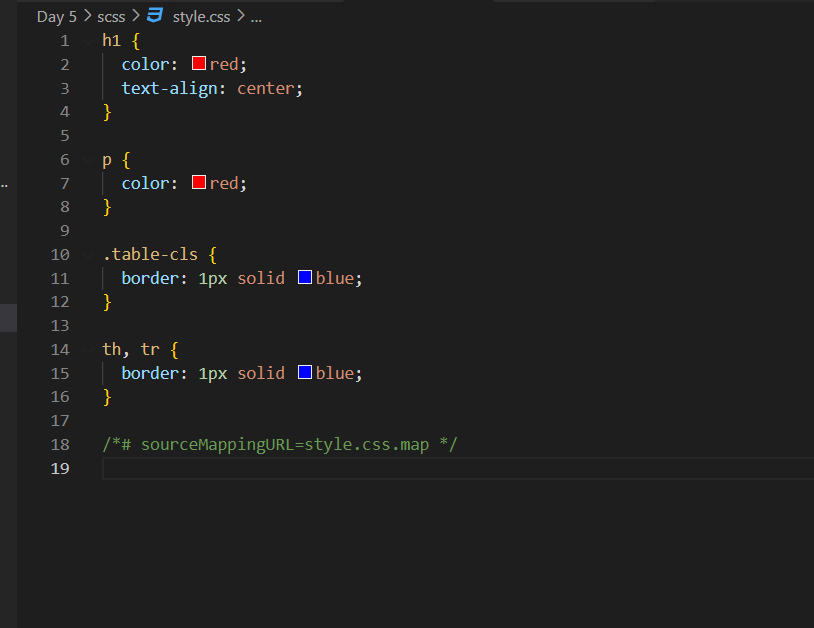 Day 5 > scss > style.css > ...
1 h1 {
2   color: red;
3   text-align: center;
4 }
5
6 p {
7   color: red;
8 }
9
10 .table-cls {
11   border: 1px solid blue;
12 }
13
14 th, tr {
15   border: 1px solid blue;
16 }
17
18 /*# sourceMappingURL=style.css.map */
19
..